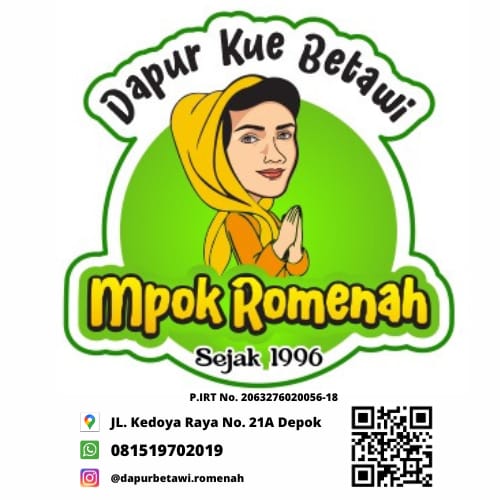 Dapur Kue Betawi
Mpok Romenah
Sejak 1996
P.IRT No. 2063276020056-18
JL. Kedoya Raya No. 21A Depok
081519702019
@dapurbetawi.romenah